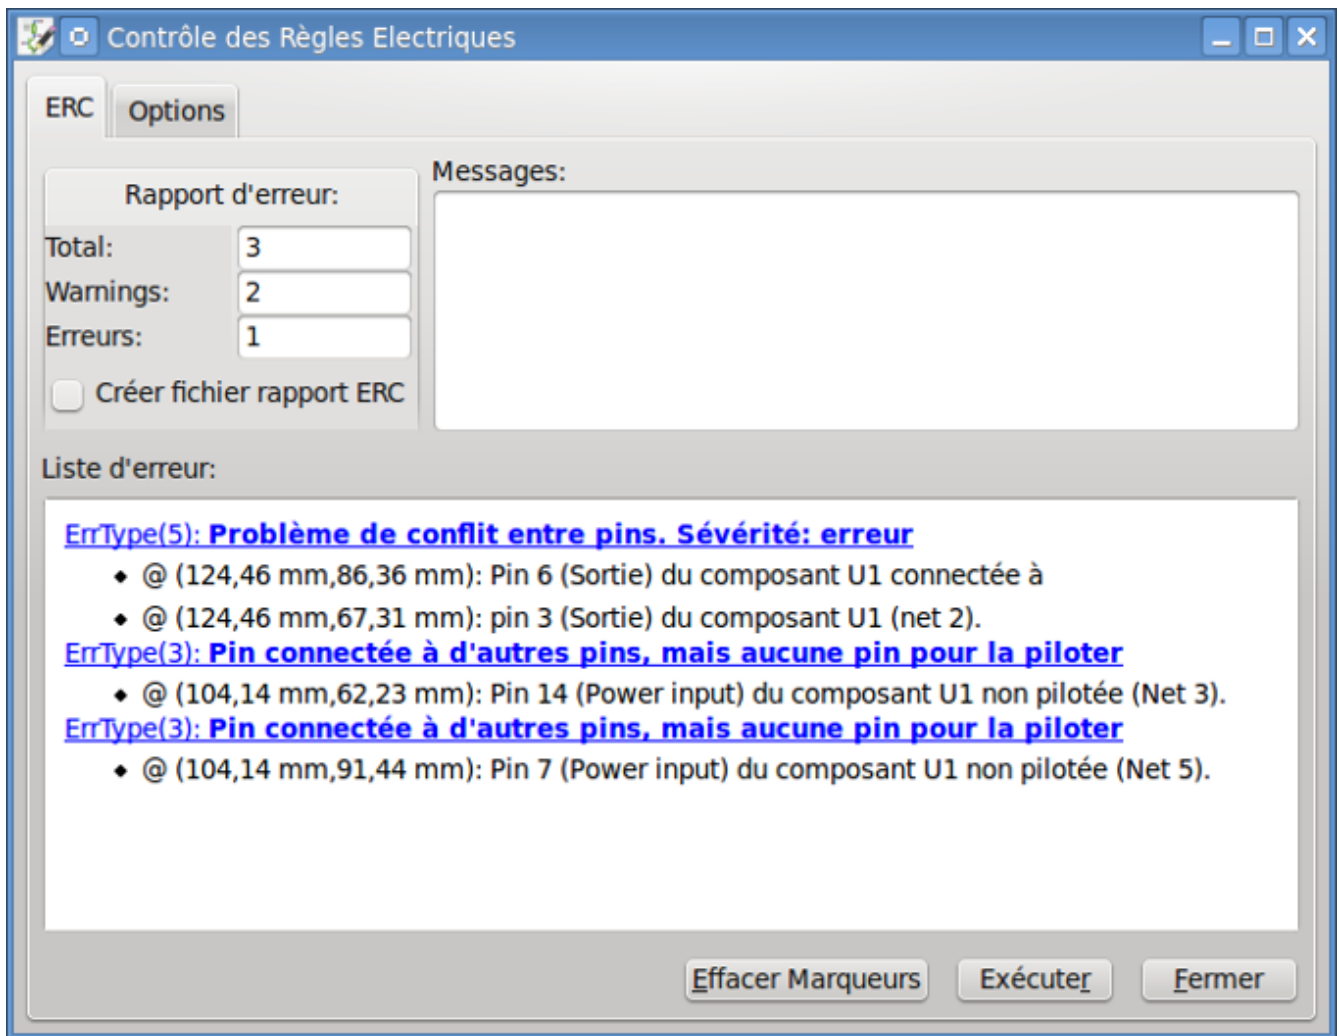 Contrôle des Règles Electriques
ERC
Options
Rapport d'erreur:
Total:
3
Warnings:
2
Erreurs:
1
Créer fichier rapport ERC
Messages:
Liste d'erreur:
ErrType(5): Problème de conflit entre pins. Sévérité: erreur
@ (124,46 mm,86,36 mm): Pin 6 (Sortie) du composant U1 connectée à
@ (124,46 mm,67,31 mm): pin 3 (Sortie) du composant U1 (net 2).
ErrType(3): Pin connectée à d'autres pins, mais aucune pin pour la piloter
@ (104,14 mm,62,23 mm): Pin 14 (Power input) du composant U1 non pilotée (Net 3).
ErrType(3): Pin connectée à d'autres pins, mais aucune pin pour la piloter
@ (104,14 mm,91,44 mm): Pin 7 (Power input) du composant U1 non pilotée (Net 5).
Effacer Marqueurs
Exécuter
Fermer